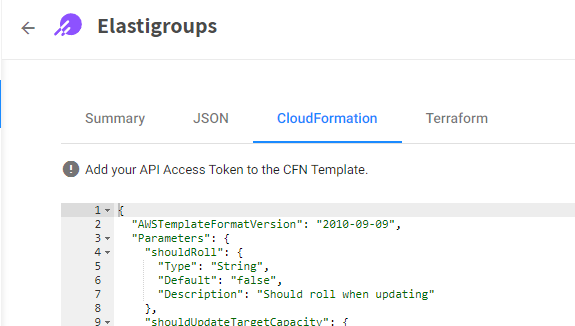 Elastigroups
Summary JSON CloudFormation Terraform
Add your API Access Token to the CFN Template.
1 {
2 "AWSTemplateFormatVersion": "2010-09-09",
3 "Parameters": {
4 "shouldRoll": {
5 "Type": "String",
6 "Default": "false",
7 "Description": "Should roll when updating"
8 },
9 "shouldUpdateTargetCapacity": {